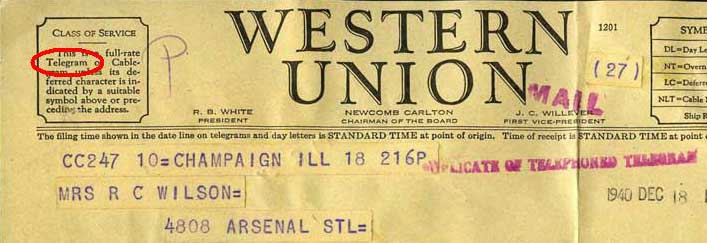 CLASS OF SERVICE
This is a full-rate
Telegram or Cable-
gram unless its
deferred character is in-
dicated by a suitable
symbol above or pre-
ceding the address.
P
WESTERN
UNION
1201
(27)
MAIL
R. B. WHITE
PRESIDENT
NEWCOMB CARLTON
CHAIRMAN OF THE BOARD
J. C. WILLEVER
FIRST VICE-PRESIDENT
SYMB
DL=Day Le
NT=Overn
LC=Deferre
NLT=Cable
Ship R
The filing time shown in the date line on telegrams and day letters is STANDARD TIME at point of origin. Time of receipt is STANDARD TIME at point o
CC247 10=CHAMPAIGN ILL 18 216P
DUPLICATE OF TELEPHONED TELEGRAM
MRS R C WILSON=
1940 DEC 18
4808 ARSENAL STL=